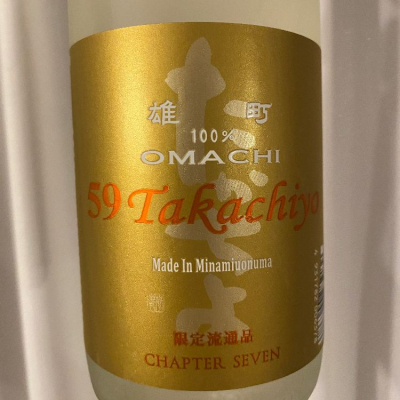 雄町
100%
OMACHI
59 Takachiyo
Made In Minamiuonuma
限定流通品
CHAPTER SEVEN